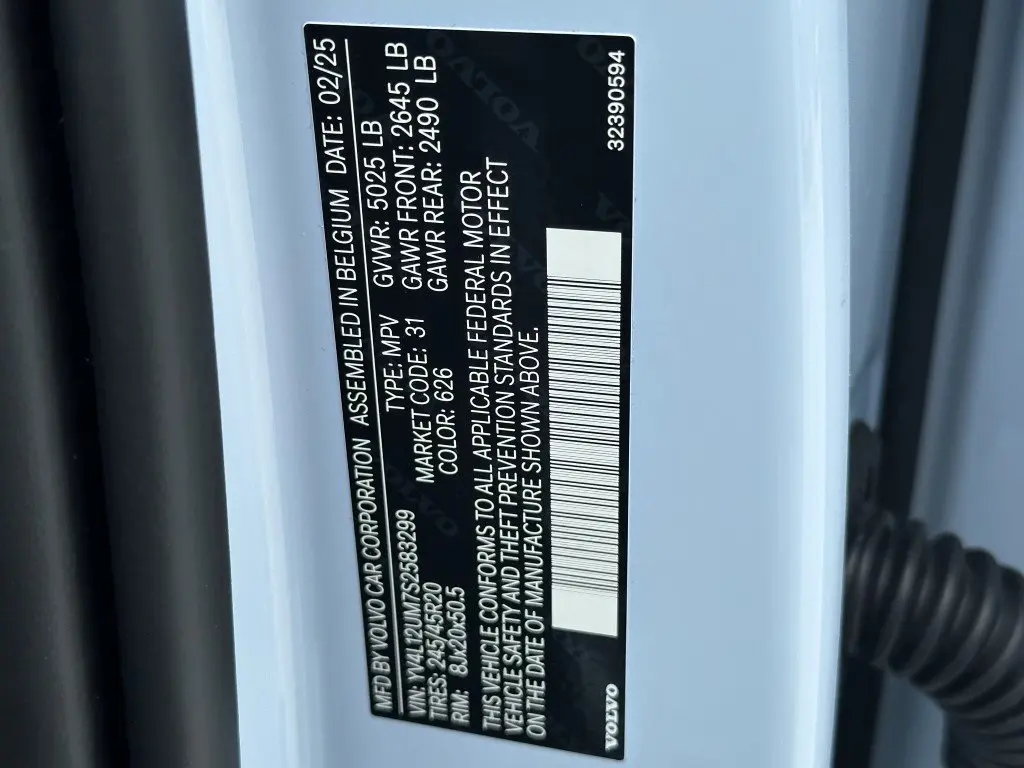 MFD BY VOLVO CAR CORPORATION ASSEMBLED IN BELGIUM DATE: 02/25
VIN: YV4L12UM7S2583299 TYPE: MPV GVWR: 5025 LB
TIRES: 245/45R20 MARKET CODE: 31 GAWR FRONT: 2645 LB
RIM: 8Jx20x50.5 COLOR: 626 GAWR REAR: 2490 LB
THIS VEHICLE CONFORMS TO ALL APPLICABLE FEDERAL MOTOR
VEHICLE SAFETY AND THEFT PREVENTION STANDARDS IN EFFECT
ON THE DATE OF MANUFACTURE SHOWN ABOVE.
VOLVO 32390594